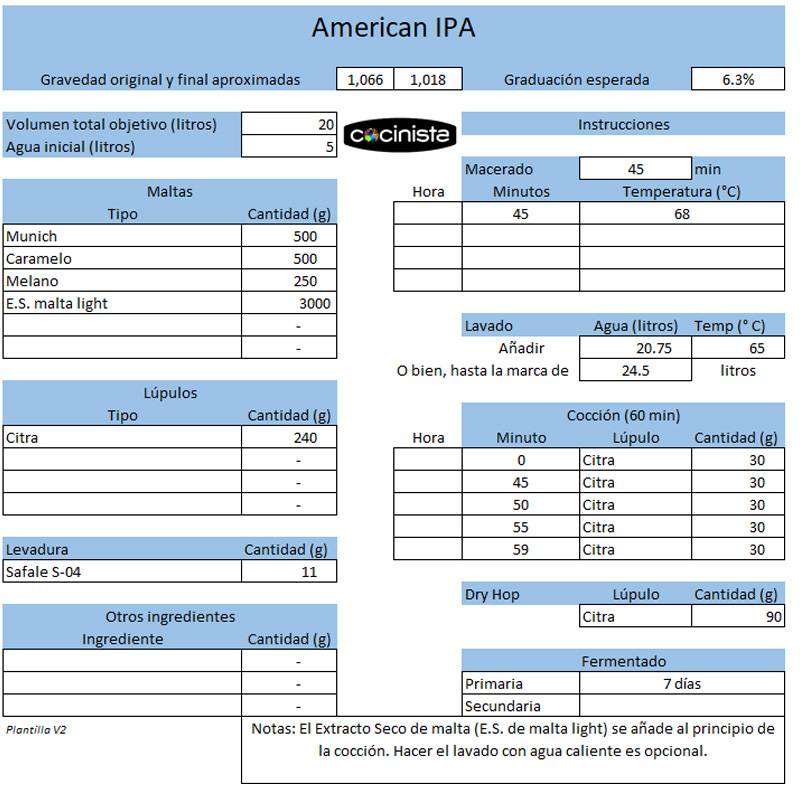 American IPA
Gravedad original y final aproximadas 1,066 1,018 Graduación esperada 6.3%
Volumen total objetivo (litros) 20
Agua inicial (litros) 5
cocinista
Instrucciones
Maltas
Tipo Cantidad (g)
Munich 500
Caramelo 500
Melano 250
E.S. malta light 3000
-
-
Macerado 45 min
Hora Minutos Temperatura (°C)
45 68
Lavado Agua (litros) Temp (° C)
Añadir 20.75 65
O bien, hasta la marca de 24.5 litros
Lúpulos
Tipo Cantidad (g)
Citra 240
-
-
-
Cocción (60 min)
Hora Minuto Lúpulo Cantidad (g)
0 Citra 30
45 Citra 30
50 Citra 30
55 Citra 30
59 Citra 30
Levadura Cantidad (g)
Safale S-04 11
Dry Hop Lúpulo Cantidad (g)
Citra 90
Otros ingredientes
Ingrediente Cantidad (g)
-
-
-
Fermentado
Primaria 7 días
Secundaria
Plantilla V2
Notas: El Extracto Seco de malta (E.S. de malta light) se añade al principio de
la cocción. Hacer el lavado con agua caliente es opcional.